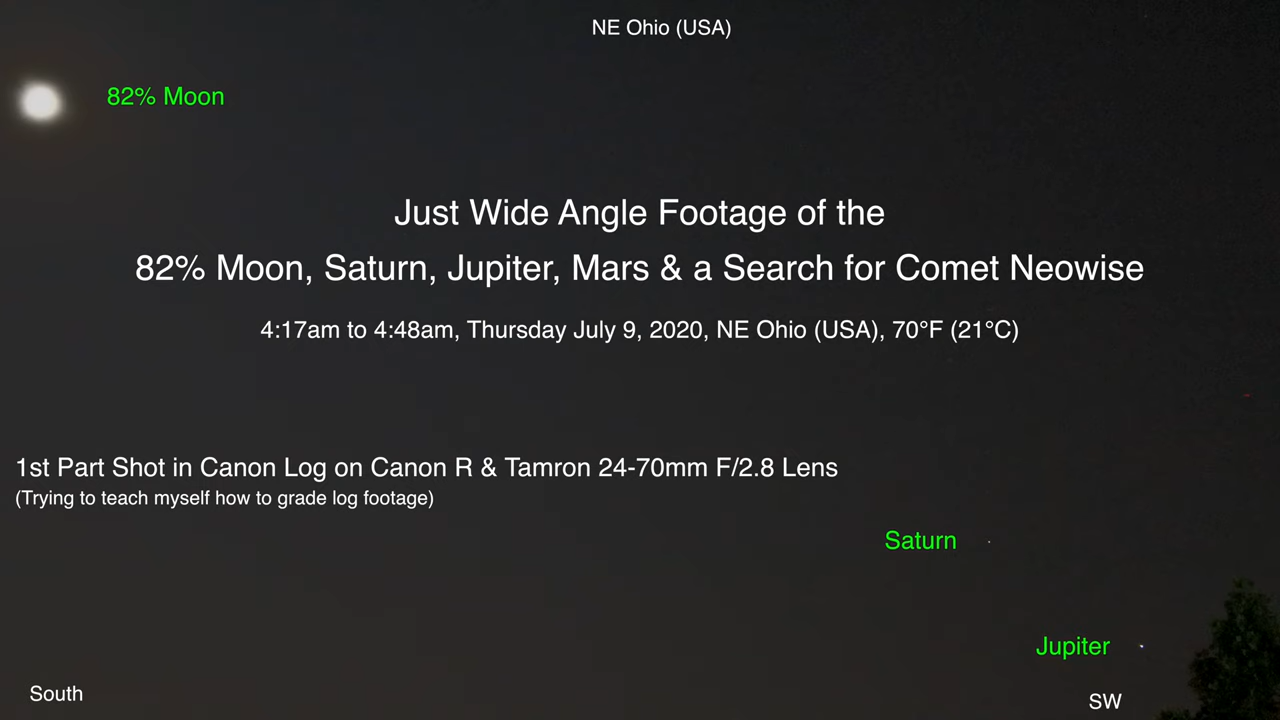 NE Ohio (USA)
82% Moon
Just Wide Angle Footage of the
82% Moon, Saturn, Jupiter, Mars & a Search for Comet Neowise
4:17am to 4:48am, Thursday July 9, 2020, NE Ohio (USA), 70°F (21°C)
1st Part Shot in Canon Log on Canon R & Tamron 24-70mm F/2.8 Lens
(Trying to teach myself how to grade log footage)
Saturn
Jupiter
South
SW